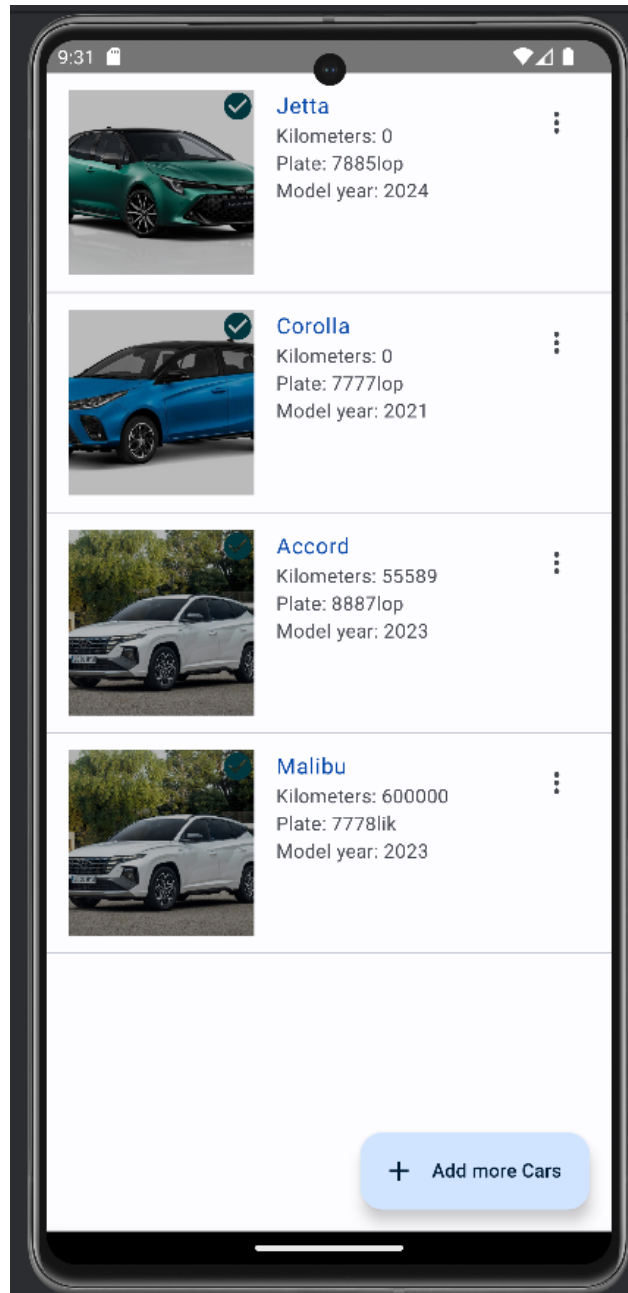 9:31
Jetta
Kilometers: 0
Plate: 7885lop
Model year: 2024
Corolla
Kilometers: 0
Plate: 7777lop
Model year: 2021
Accord
Kilometers: 55589
Plate: 8887lop
Model year: 2023
Malibu
Kilometers: 600000
Plate: 7778lik
Model year: 2023
+ Add more Cars